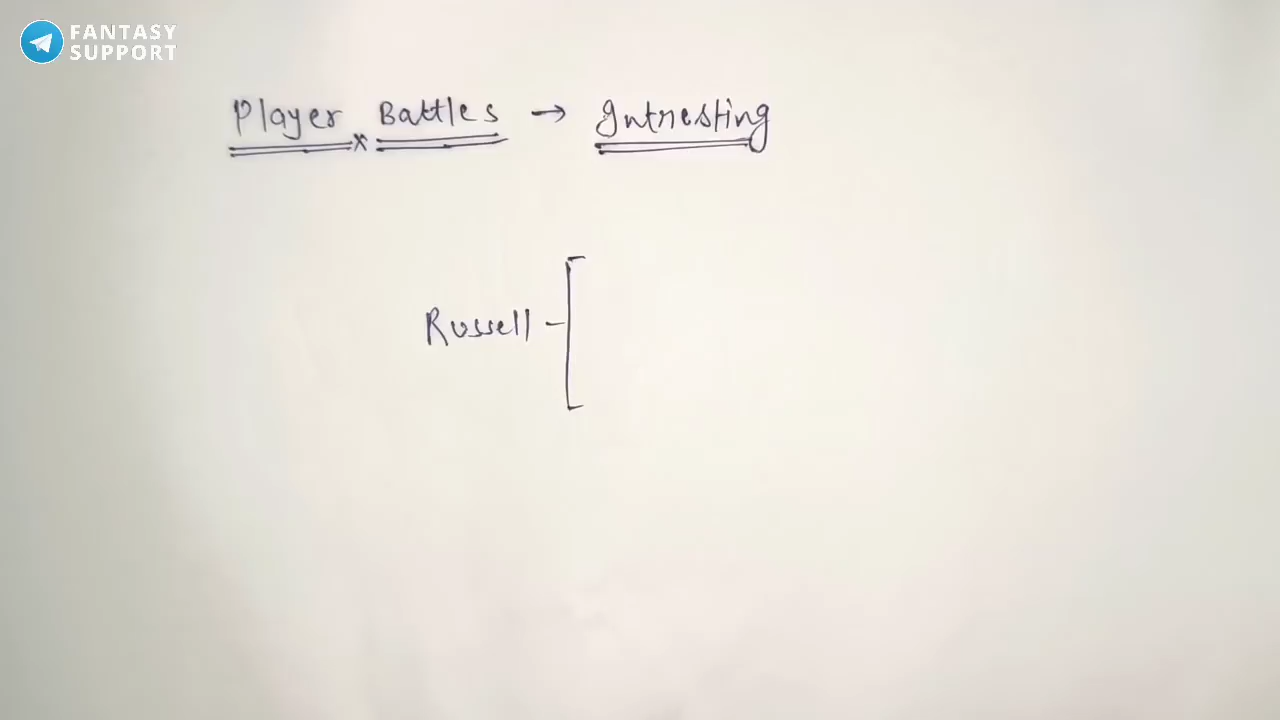 FANTASY
SUPPORT
Player Battles → Intresting
Russell -